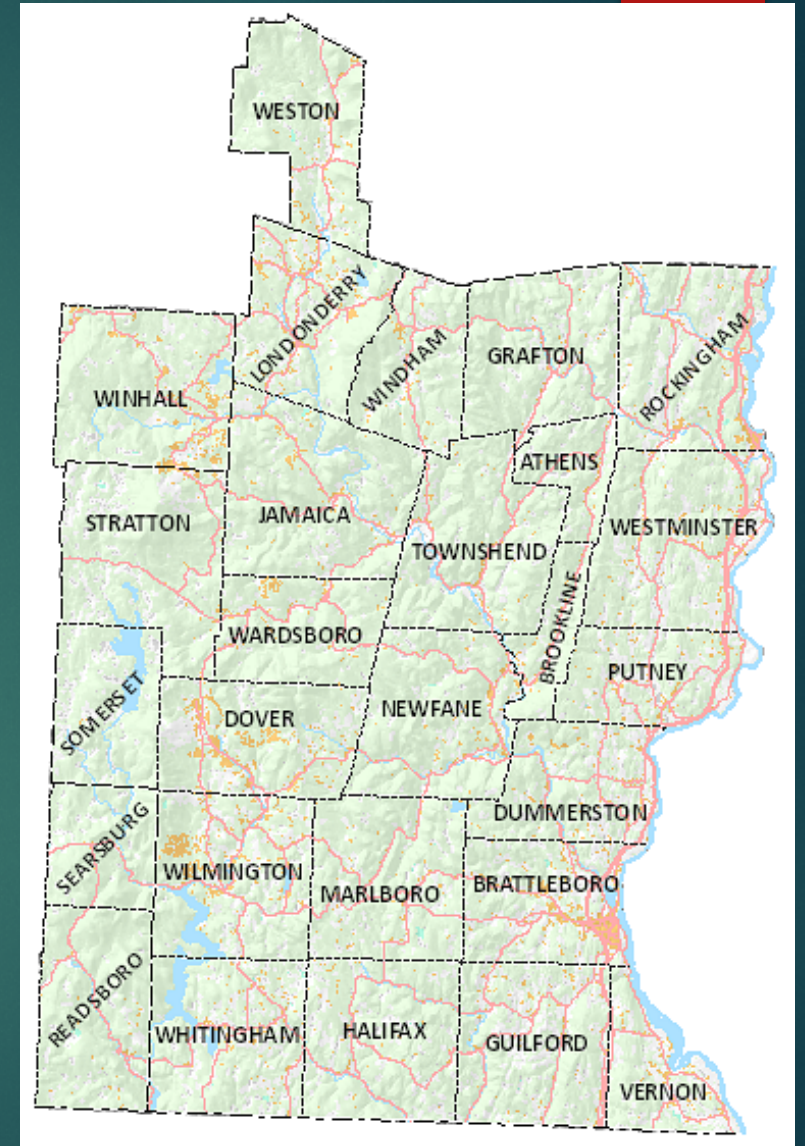 WESTON
LONDONDERRY
WINDHAM
GRAFTON
ROCKINGHAM
WINHALL
ATHENS
STRATTON
JAMAICA
TOWNSHEND
WESTMINSTER
WARDSBORO
BROOKLINE
PUTNEY
SOMERSET
DOVER
NEWFANE
DUMMERSTON
SEARSBURG
WILMINGTON
MARLBORO
BRATTLEBORO
READSBORO
WHITINGHAM
HALIFAX
GUILFORD
VERNON